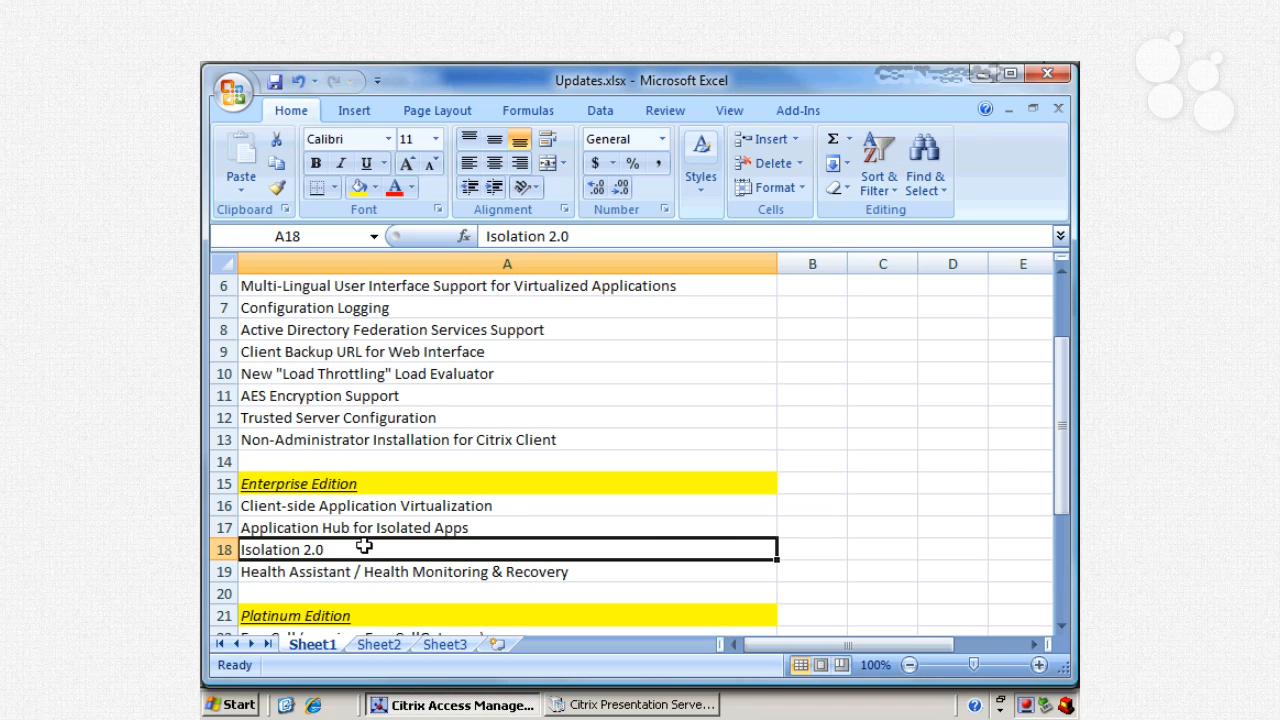 Updates.xlsx - Microsoft Excel
Home Insert Page Layout Formulas Data Review View Add-Ins
Paste Calibri 11 General Styles Insert Delete Format Sort & Filter Find & Select
B I U $ % , Σ
Clipboard Font Alignment Number Cells Editing
A18 fx Isolation 2.0
A B C D E
6 Multi-Lingual User Interface Support for Virtualized Applications
7 Configuration Logging
8 Active Directory Federation Services Support
9 Client Backup URL for Web Interface
10 New "Load Throttling" Load Evaluator
11 AES Encryption Support
12 Trusted Server Configuration
13 Non-Administrator Installation for Citrix Client
14
15 Enterprise Edition
16 Client-side Application Virtualization
17 Application Hub for Isolated Apps
18 Isolation 2.0
19 Health Assistant / Health Monitoring & Recovery
20
21 Platinum Edition
Sheet1 Sheet2 Sheet3
Ready 100%
Start Citrix Access Manage... Citrix Presentation Serve...